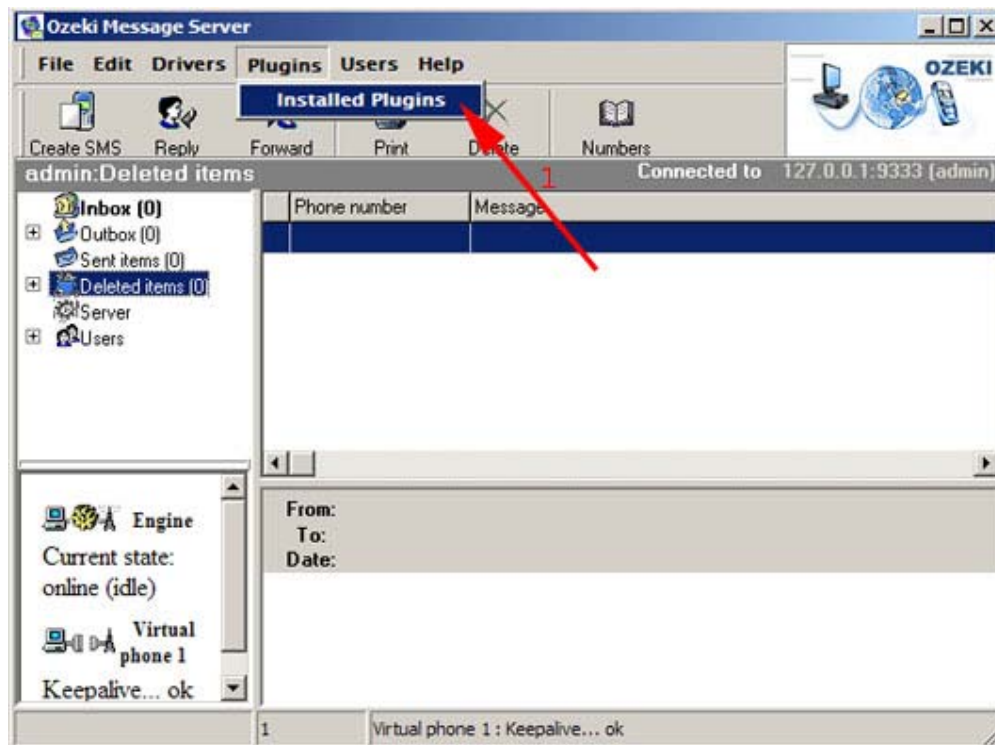 Ozeki Message Server
File Edit Drivers Plugins Users Help
OZEKI
Installed Plugins
Create SMS Reply Forward Print Delete Numbers
admin:Deleted items Connected to 127.0.0.1:9333 (admin)
1
Inbox (0)
Outbox (0)
Sent items (0)
Deleted items (0)
Server
Users
Phone number Message
Engine
Current state:
online (idle)
Virtual
phone 1
Keepalive... ok
From:
To:
Date:
1 Virtual phone 1 : Keepalive... ok